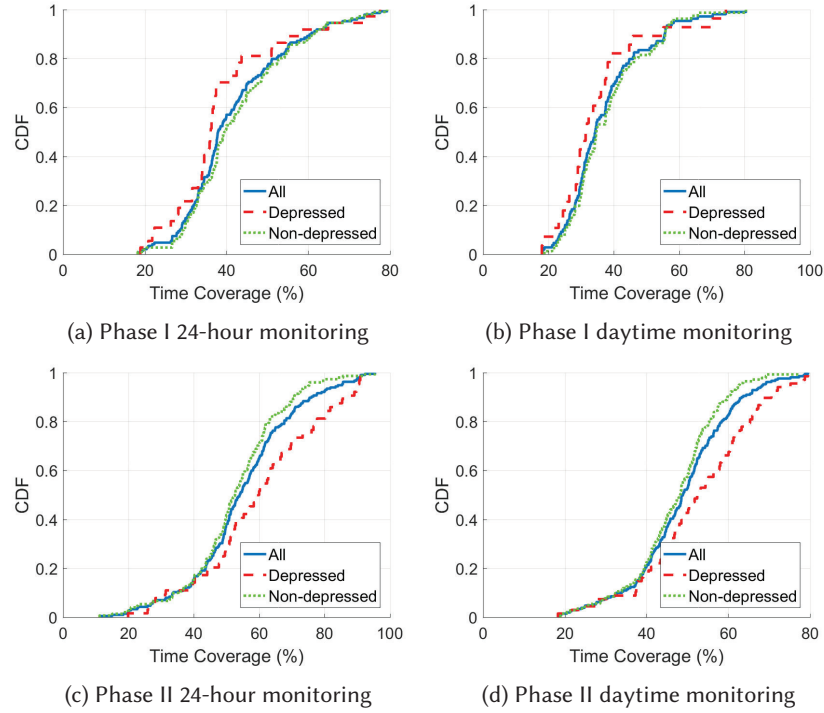 1
0.8
0.6
0.4
0.2
0
CDF
All
Depressed
Non-depressed
0 20 40 60 80
Time Coverage (%)
(a) Phase I 24-hour monitoring
1
0.8
0.6
0.4
0.2
0
CDF
All
Depressed
Non-depressed
0 20 40 60 80 100
Time Coverage (%)
(b) Phase I daytime monitoring
1
0.8
0.6
0.4
0.2
0
CDF
All
Depressed
Non-depressed
0 20 40 60 80 100
Time Coverage (%)
(c) Phase II 24-hour monitoring
1
0.8
0.6
0.4
0.2
0
CDF
All
Depressed
Non-depressed
0 20 40 60 80
Time Coverage (%)
(d) Phase II daytime monitoring